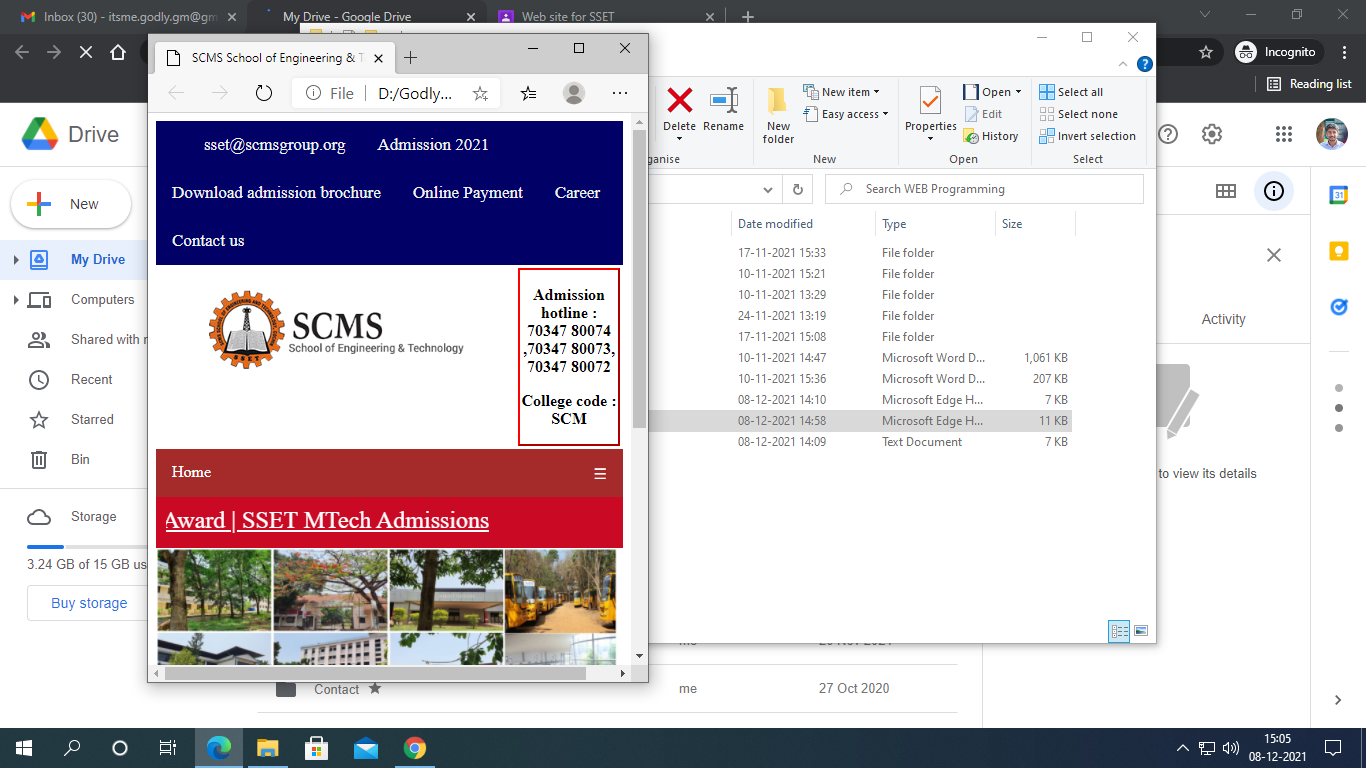 Inbox (30) - itsme.godly.gm@gm
My Drive - Google Drive
Web site for SSET
Incognito
Reading list
SCMS School of Engineering & T
File
D:/Godly...
sset@scmsgroup.org
Admission 2021
Download admission brochure
Online Payment
Career
Contact us
SCMS
School of Engineering & Technology
Admission
hotline :
70347 80074
,70347 80073,
70347 80072
College code :
SCM
Home
Award | SSET MTech Admissions
Delete
Rename
New
folder
New item
Easy access
Properties
Open
Edit
History
Select all
Select none
Invert selection
ganise
New
Open
Select
Search WEB Programming
Date modified
Type
Size
17-11-2021 15:33
File folder
10-11-2021 15:21
File folder
10-11-2021 13:29
File folder
24-11-2021 13:19
File folder
17-11-2021 15:08
File folder
10-11-2021 14:47
Microsoft Word D...
1,061 KB
10-11-2021 15:36
Microsoft Word D...
207 KB
08-12-2021 14:10
Microsoft Edge H...
7 KB
08-12-2021 14:58
Microsoft Edge H...
11 KB
08-12-2021 14:09
Text Document
7 KB
Drive
New
My Drive
Computers
Shared with
Recent
Starred
Bin
Storage
3.24 GB of 15 GB us
Buy storage
Activity
to view its details
Contact
me
27 Oct 2020
15:05
08-12-2021